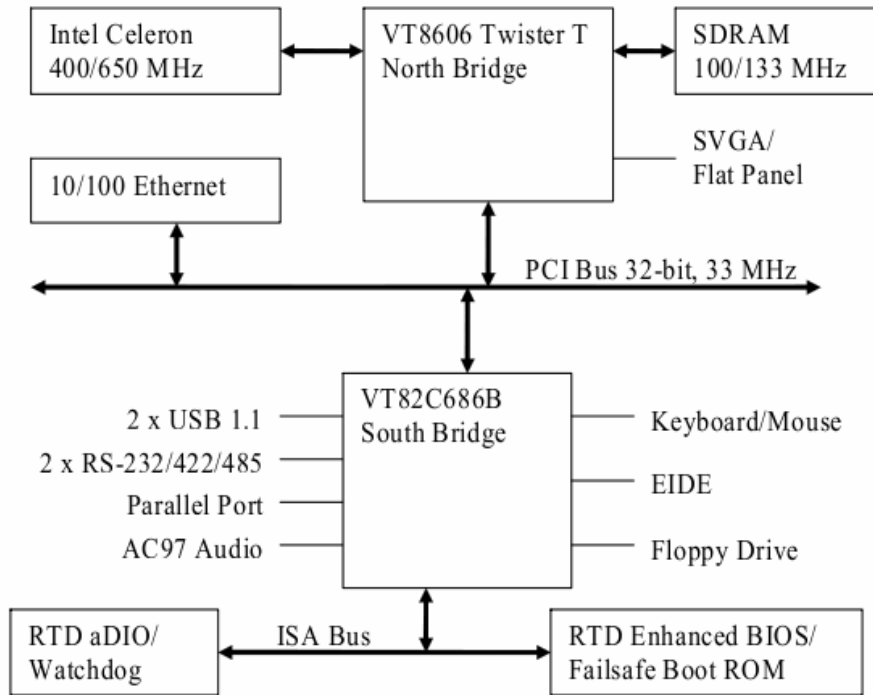 Intel Celeron
400/650 MHz
VT8606 Twister T
North Bridge
SDRAM
100/133 MHz
SVGA/
Flat Panel
10/100 Ethernet
PCI Bus 32-bit, 33 MHz
VT82C686B
South Bridge
2 x USB 1.1
2 x RS-232/422/485
Parallel Port
AC97 Audio
Keyboard/Mouse
EIDE
Floppy Drive
RTD aDIO/
Watchdog
ISA Bus
RTD Enhanced BIOS/
Failsafe Boot ROM